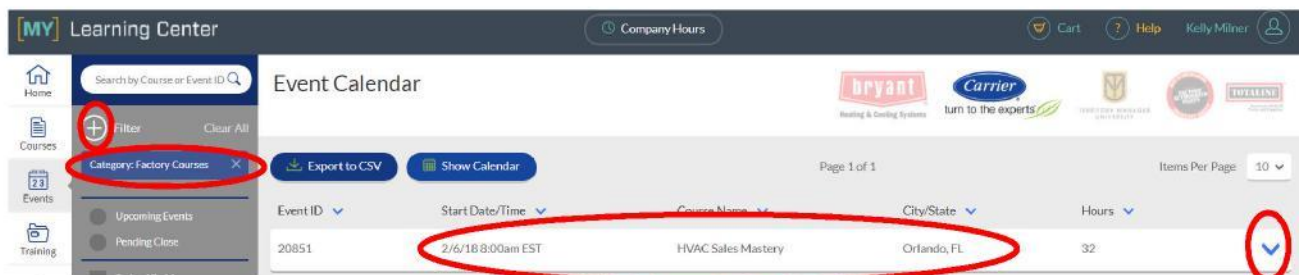 [MY] Learning Center
Company Hours
Cart
? Help
Kelly Milner
Home
Courses
23
Events
Training
Search by Course or Event ID
Filter
Clear All
Category: Factory Courses X
Upcoming Events
Pending Close
Event Calendar
bryant
Heating & Cooling Systems
Carrier
turn to the experts
TOTALINE
Export to CSV
Show Calendar
Page 1 of 1
Items Per Page 10
Event ID
Start Date/Time
Course Name
City/State
Hours
20851
2/6/18 8:00am EST
HVAC Sales Mastery
Orlando, FL
32